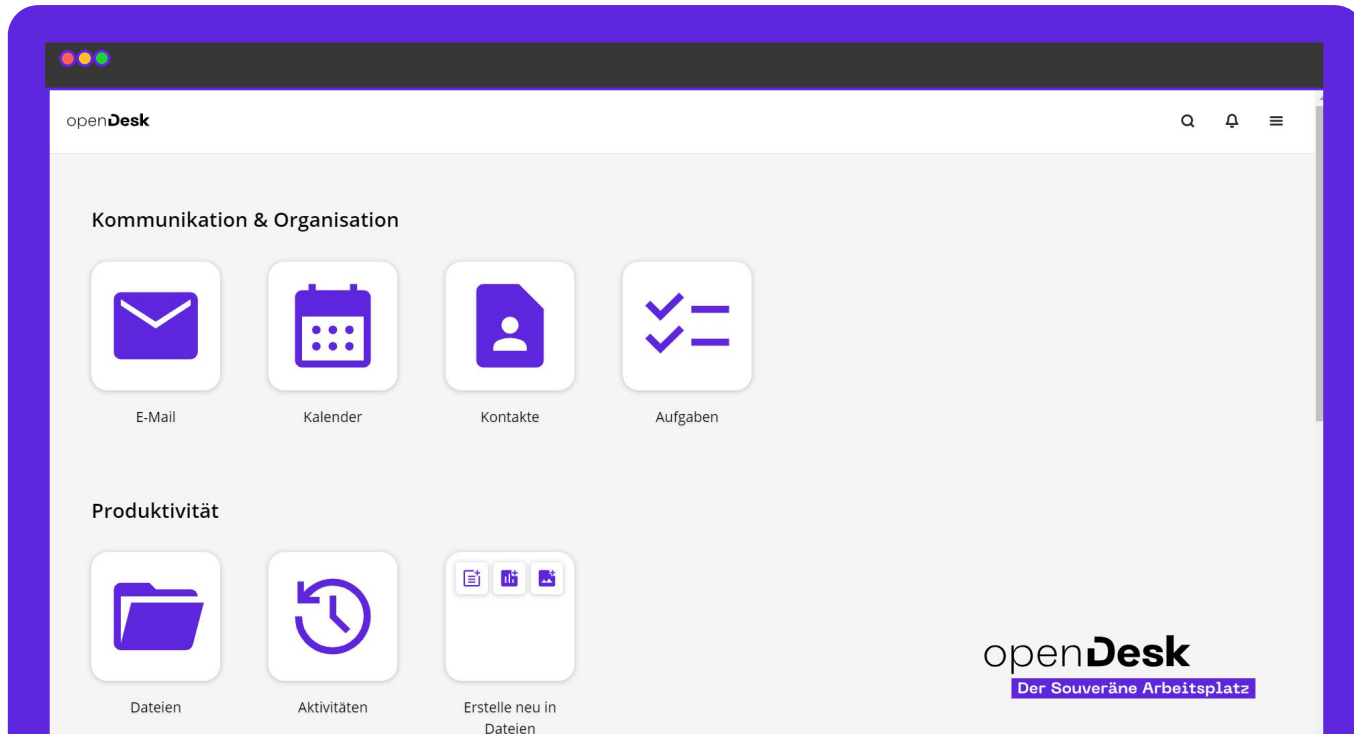 openDesk
Kommunikation & Organisation
E-Mail
Kalender
Kontakte
Aufgaben
Produktivität
Dateien
Aktivitäten
Erstelle neu in
Dateien
openDesk
Der Souveräne Arbeitsplatz